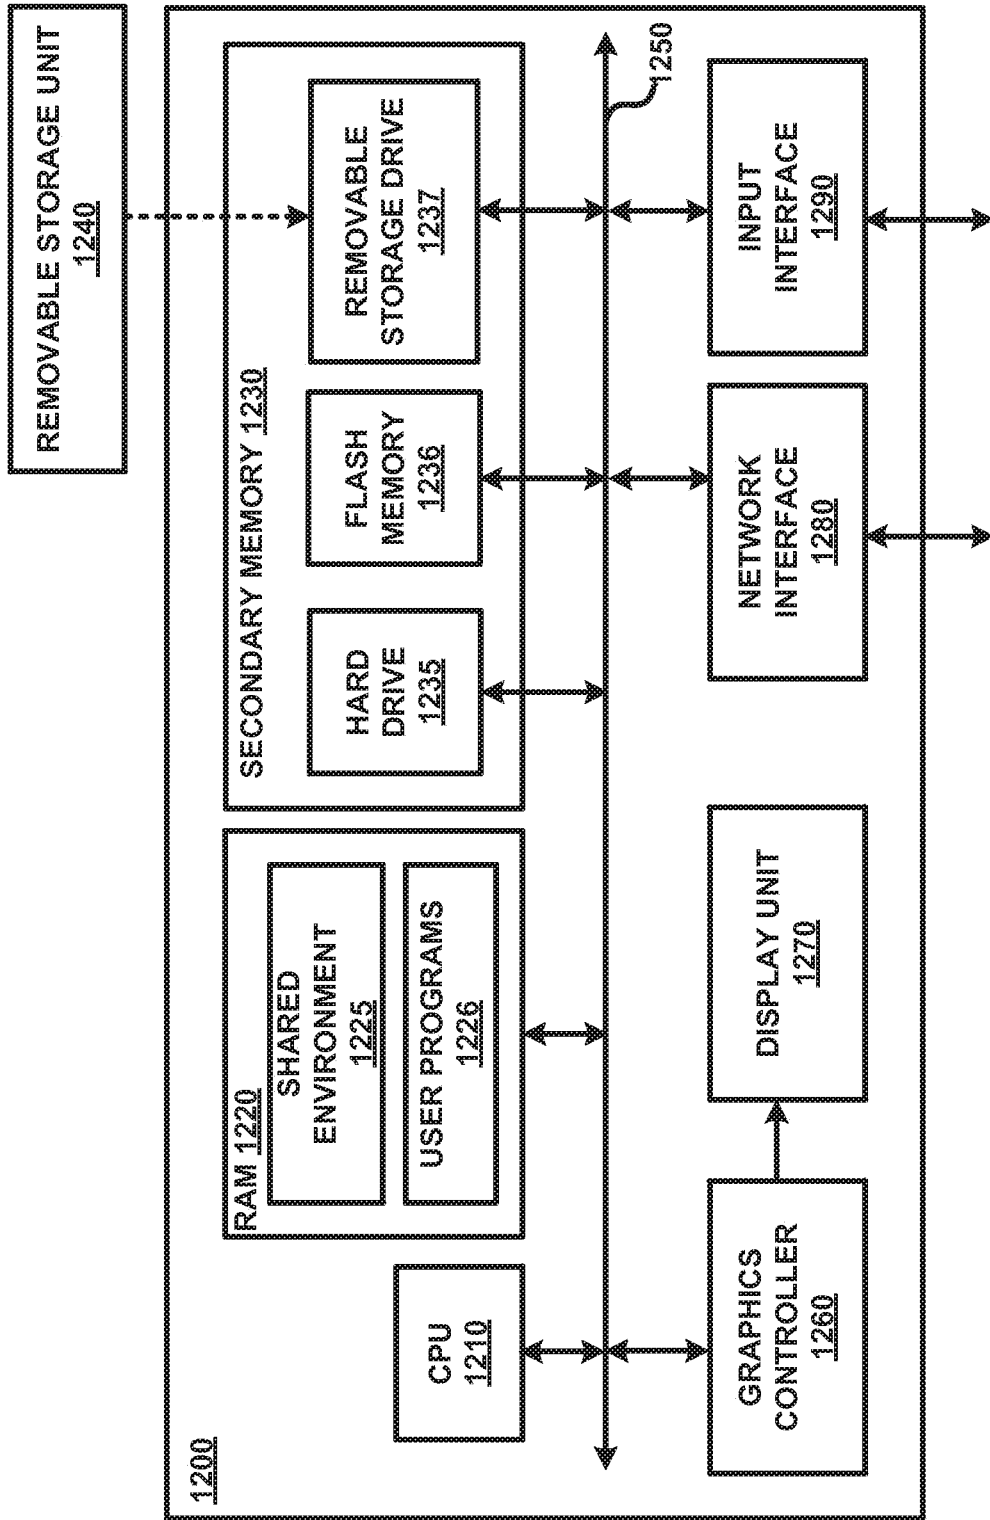 1200
CPU
1210
RAM 1220
SHARED
ENVIRONMENT
1225
USER PROGRAMS
1226
SECONDARY MEMORY 1230
HARD
DRIVE
1235
FLASH
MEMORY
1236
REMOVABLE
STORAGE DRIVE
1237
REMOVABLE STORAGE UNIT
1240
1250
GRAPHICS
CONTROLLER
1260
DISPLAY UNIT
1270
NETWORK
INTERFACE
1280
INPUT
INTERFACE
1290